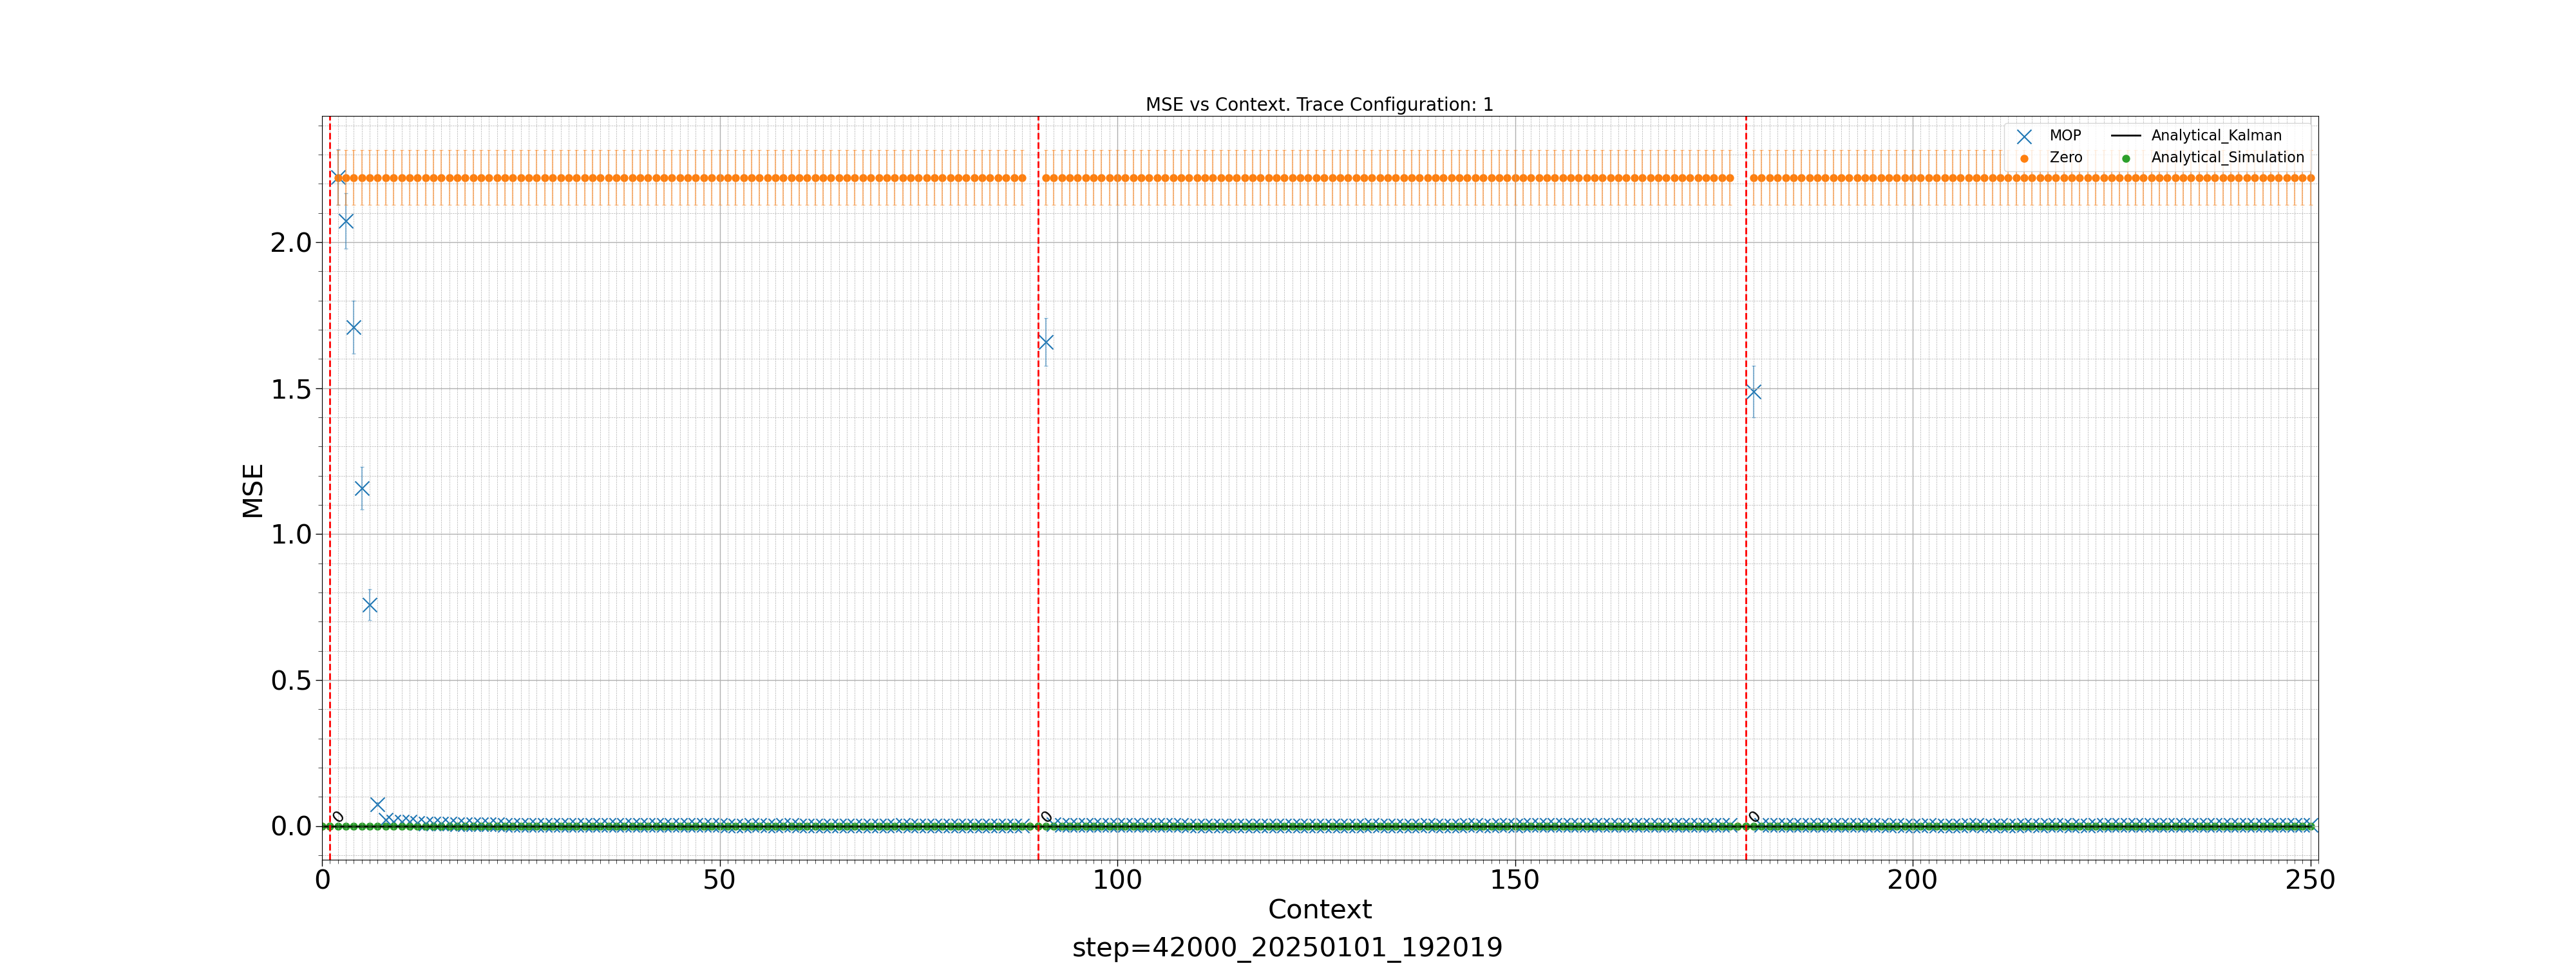 MSE vs Context. Trace Configuration: 1
MOP
Zero
Analytical_Kalman
Analytical_Simulation
MSE
2.0
1.5
1.0
0.5
0.0
0
0
0
0 50 100 150 200 250
Context
step=42000_20250101_192019